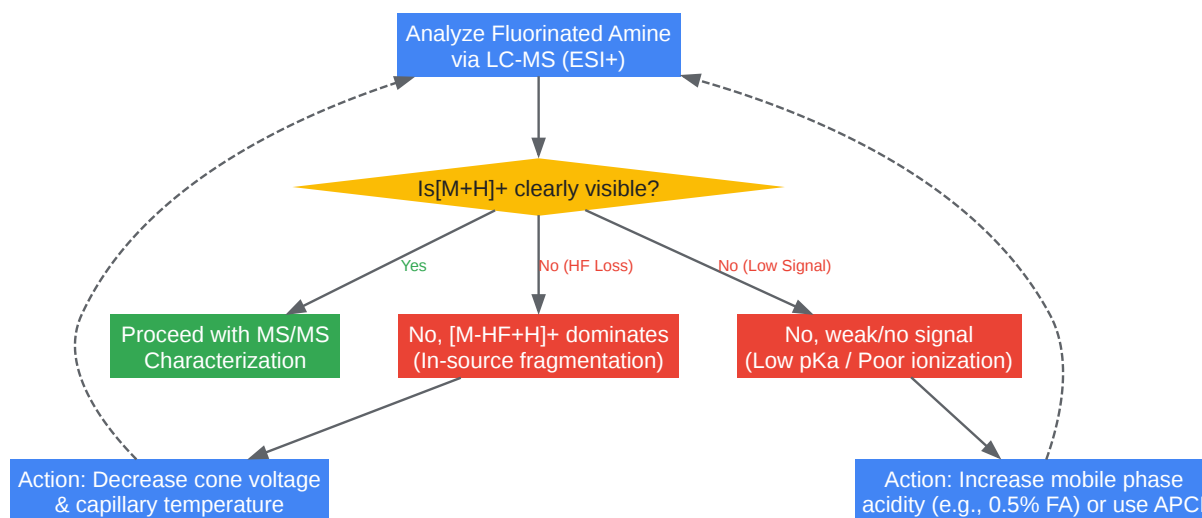 Analyze Fluorinated Amine
via LC-MS (ESI+)
Is[M+H]+ clearly visible?
Yes
No (HF Loss)
No (Low Signal)
Proceed with MS/MS
Characterization
No, [M-HF+H]+ dominates
(In-source fragmentation)
No, weak/no signal
(Low pKa / Poor ionization)
Action: Decrease cone voltage
& capillary temperature
Action: Increase mobile phase
acidity (e.g., 0.5% FA) or use APCI